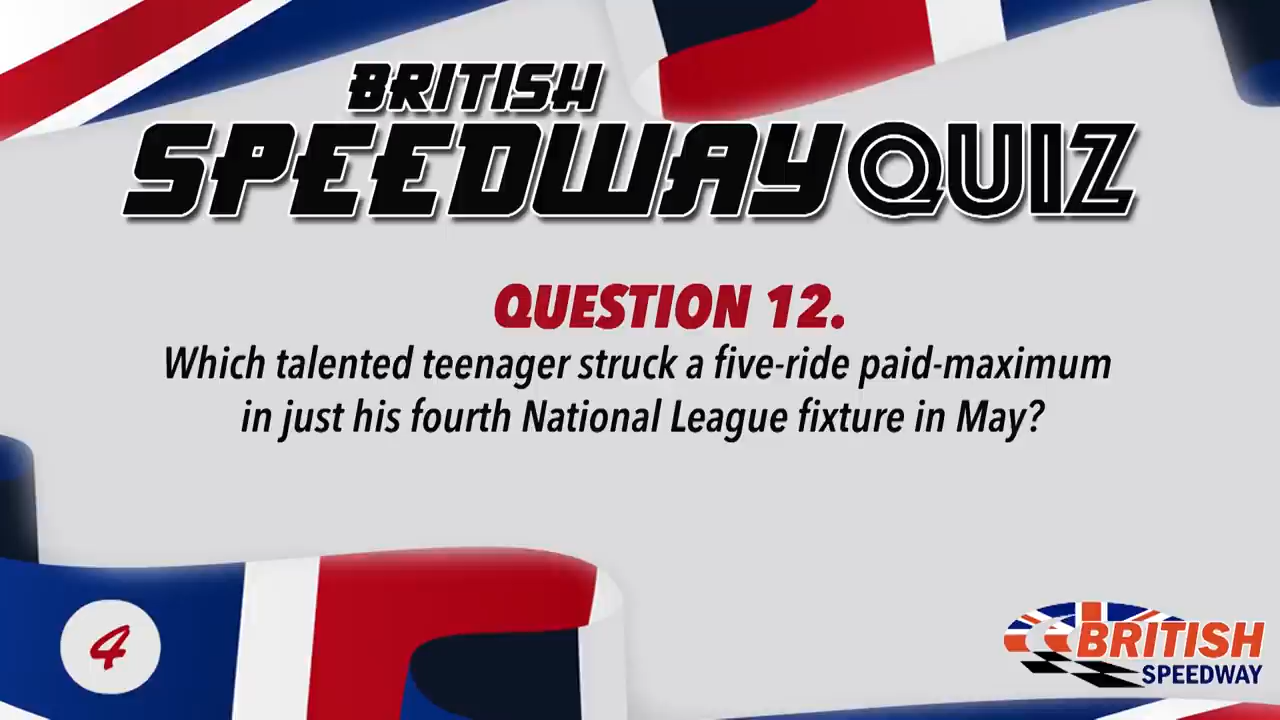 BRITISH
SPEEDWAY QUIZ
QUESTION 12.
Which talented teenager struck a five-ride paid-maximum
in just his fourth National League fixture in May?
4
BRITISH
SPEEDWAY